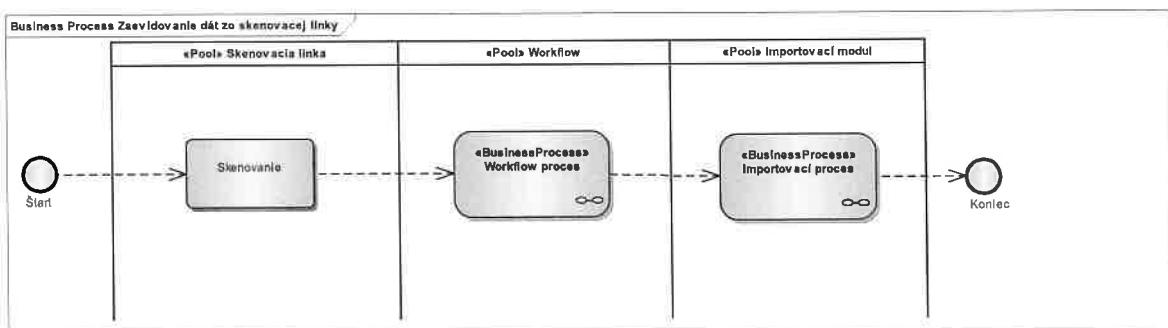 Business Process Zaevidovanie dát zo skenovacej linky
«Pool» Skenovacia linka
«Pool» Workflow
«Pool» Importovací modul
Štart
Skenovanie
«BusinessProcess»
Workflow proces
«BusinessProcess»
Importovací proces
Koniec